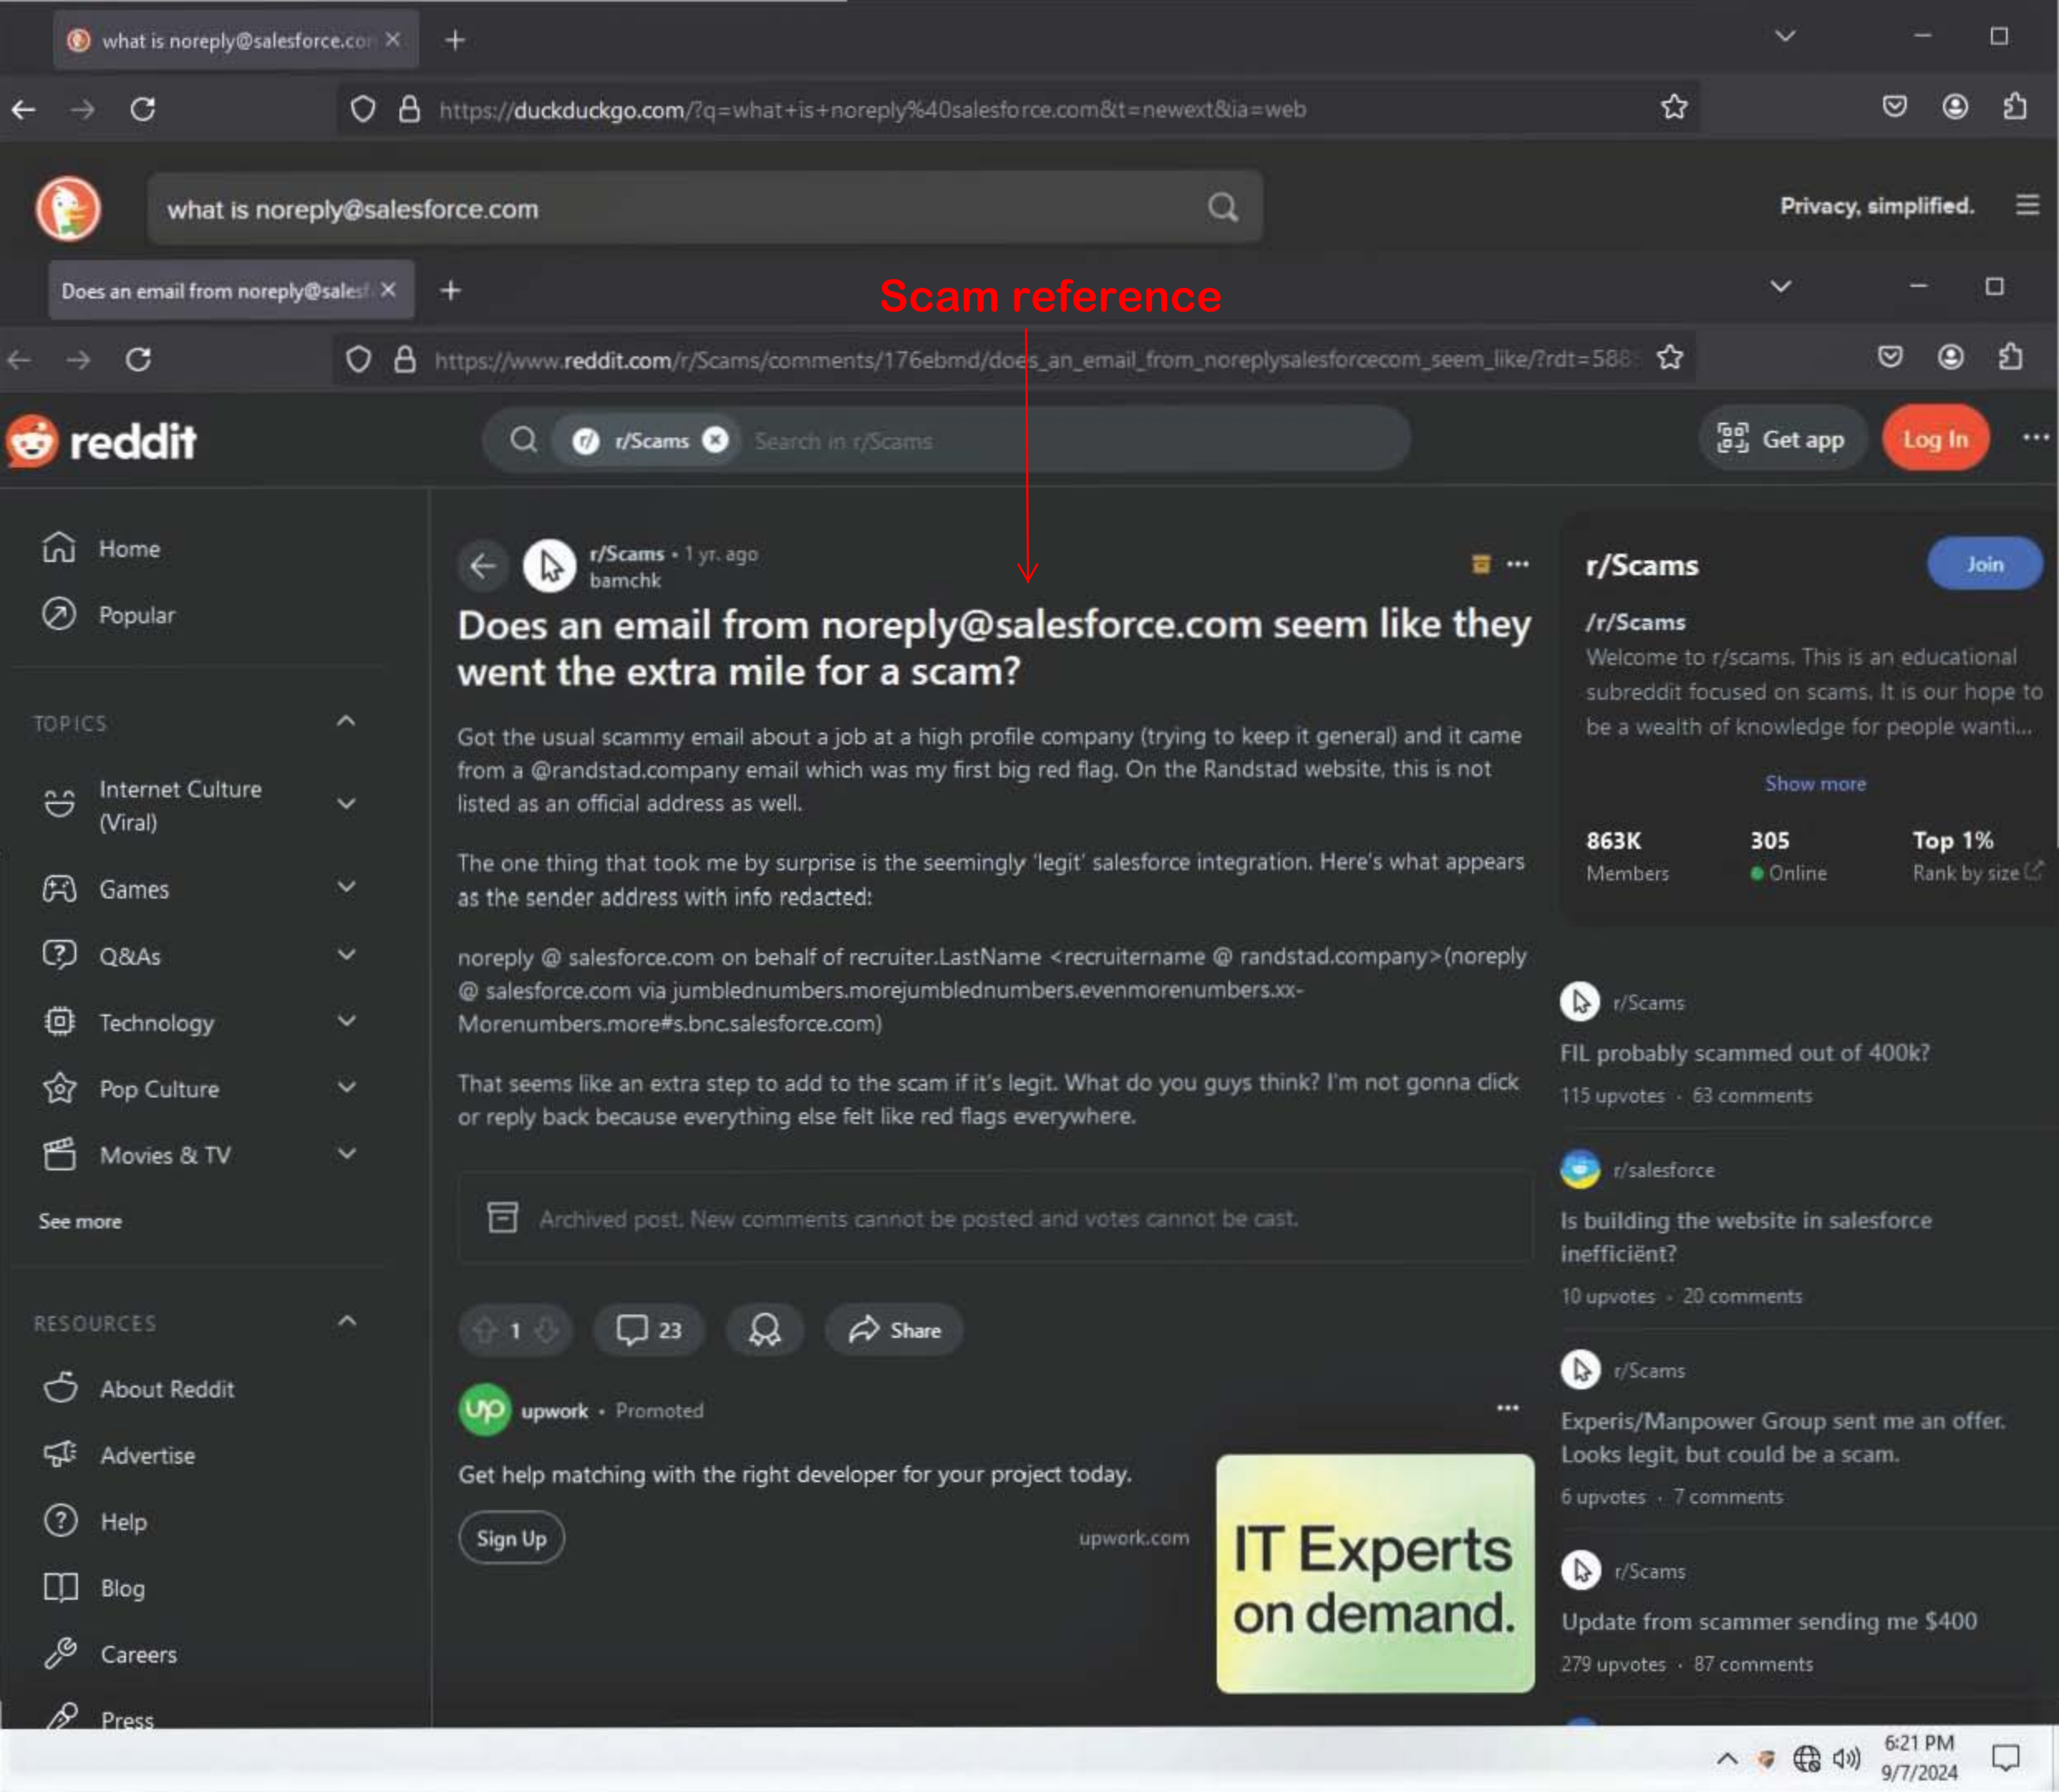 what is noreply@salesforce.con
https://duckduckgo.com/?q=what+is+noreply%40salesforce.com&t=newext&ia=web
what is noreply@salesforce.com
Privacy, simplified.
Does an email from noreply@salesf
Scam reference
https://www.reddit.com/r/Scams/comments/176ebmd/does_an_email_from_noreplysalesforcecom_seem_like/?rdt=588
reddit
r/Scams
Search in r/Scams
Get app
Log In
Home
Popular
TOPICS
Internet Culture
(Viral)
Games
Q&As
Technology
Pop Culture
Movies & TV
See more
RESOURCES
About Reddit
Advertise
Help
Blog
Careers
Press
r/Scams • 1 yr. ago
bamchk
Does an email from noreply@salesforce.com seem like they
went the extra mile for a scam?
Got the usual scammy email about a job at a high profile company (trying to keep it general) and it came
from a @randstad.company email which was my first big red flag. On the Randstad website, this is not
listed as an official address as well.
The one thing that took me by surprise is the seemingly 'legit' salesforce integration. Here's what appears
as the sender address with info redacted:
noreply @ salesforce.com on behalf of recruiter.LastName <recruitername @ randstad.company>(noreply
@ salesforce.com via jumblednumbers.morejumblednumbers.evenmorenumbers.xx-
Morenumbers.more#s.bnc.salesforce.com)
That seems like an extra step to add to the scam if it's legit. What do you guys think? I'm not gonna click
or reply back because everything else felt like red flags everywhere.
Archived post. New comments cannot be posted and votes cannot be cast.
1
23
Share
up
upwork • Promoted
Get help matching with the right developer for your project today.
Sign Up
upwork.com
IT Experts
on demand.
r/Scams
Join
/r/Scams
Welcome to r/scams. This is an educational
subreddit focused on scams. It is our hope to
be a wealth of knowledge for people wanti...
Show more
863K
305
Top 1%
Members
Online
Rank by size
r/Scams
FIL probably scammed out of 400k?
115 upvotes · 63 comments
r/salesforce
Is building the website in salesforce
inefficiënt?
10 upvotes · 20 comments
r/Scams
Experis/Manpower Group sent me an offer.
Looks legit, but could be a scam.
6 upvotes · 7 comments
r/Scams
Update from scammer sending me $400
279 upvotes · 87 comments
6:21 PM
9/7/2024